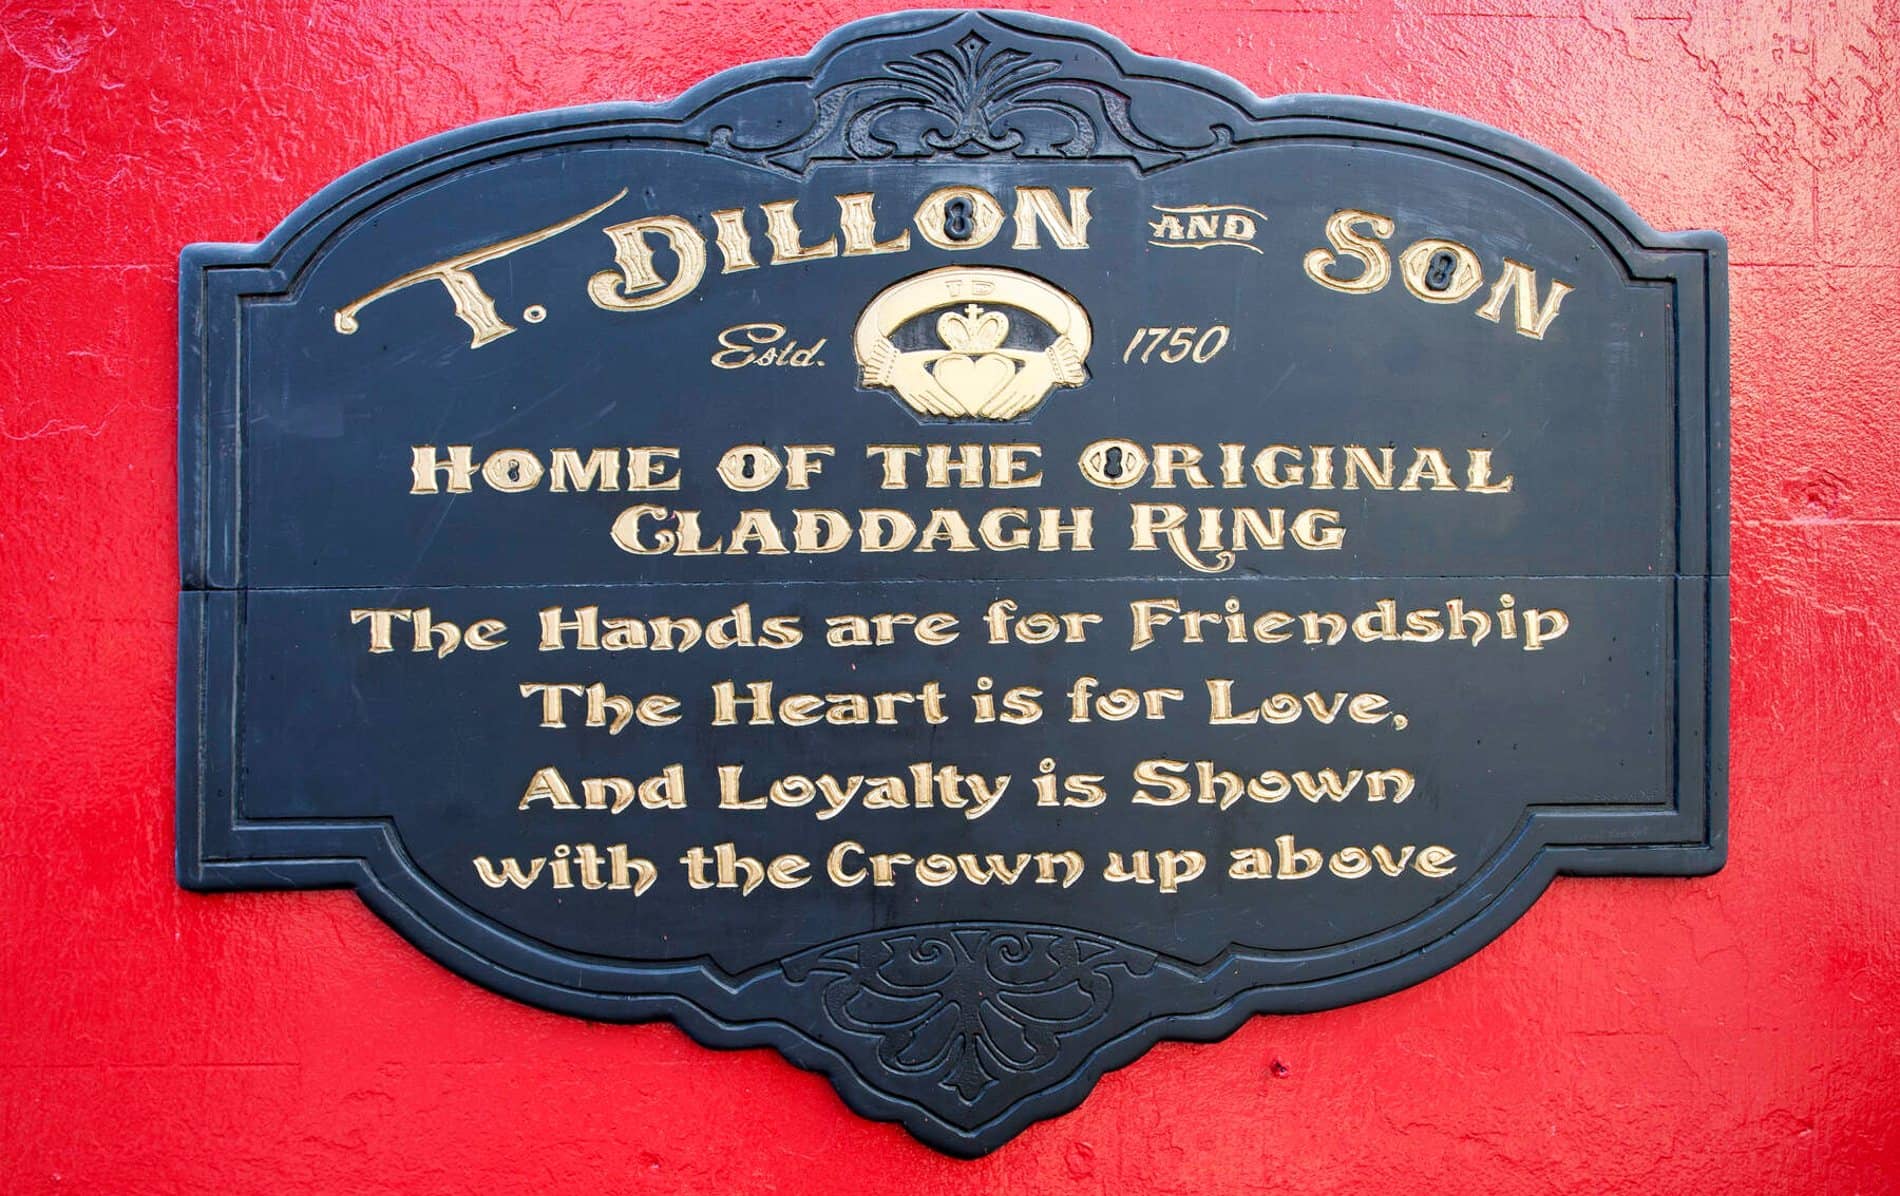 T. DILLON AND SON
Estd. 1750
TD
HOME OF THE ORIGINAL
CLADDAGH RING
The Hands are for Friendship
The Heart is for Love,
And Loyalty is Shown
with the Crown up above